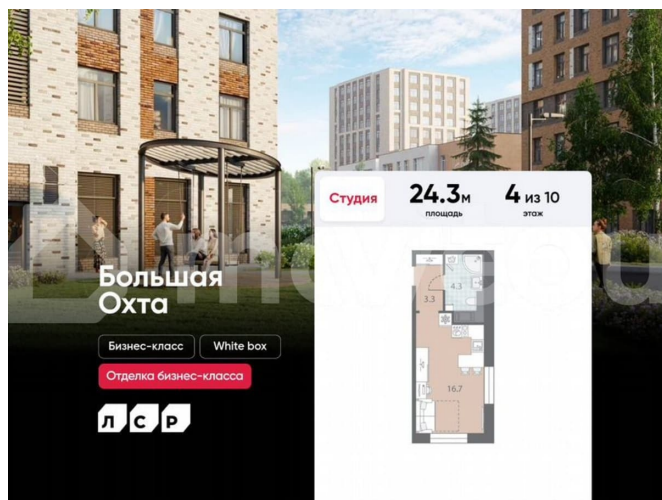 Студия
24.3м
площадь
4 из 10
этаж
Большая
Охта
Бизнес-класс
White box
Отделка бизнес-класса
ЛСР
4.3
3.3
16.7